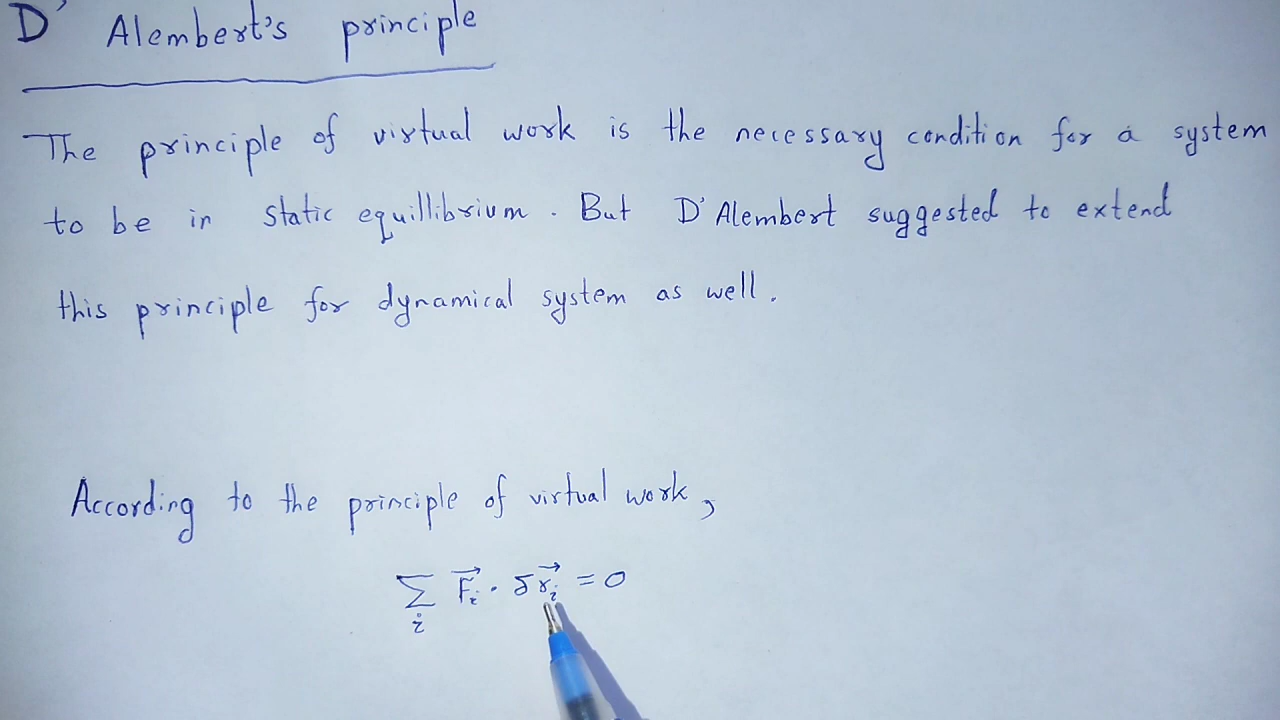 D' Alembert's principle
The principle of virtual work is the necessary condition for a system
to be in static equillibrium. But D'Alembert suggested to extend
this principle for dynamical system as well.
According to the principle of virtual work,
∑ᵢ F⃗ᵢ · δr⃗ᵢ = 0